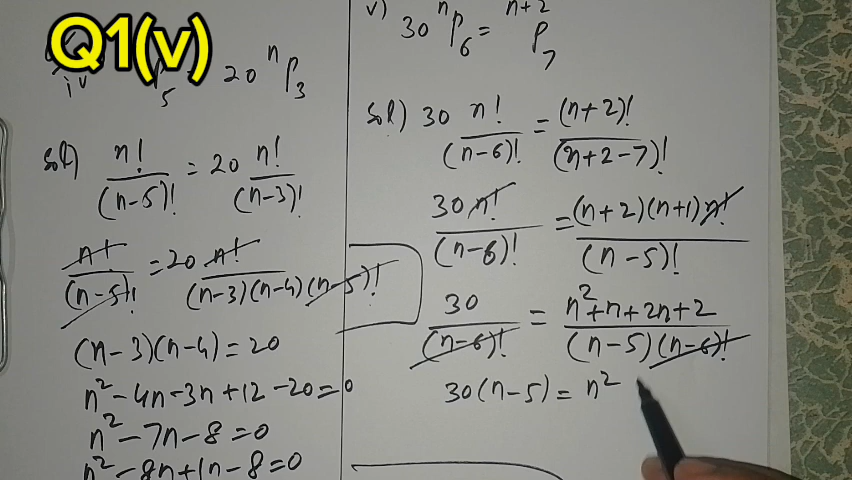 Q1(v)
iv P₅ 20 ⁿP₃
Sol) n!/(n-5)! = 20 n!/(n-3)!
n!/(n-5)! = 20 n!/(n-3)(n-4)(n-5)!
(n-3)(n-4) = 20
n² - 4n - 3n + 12 - 20 = 0
n² - 7n - 8 = 0
n² - 8n + 1n - 8 = 0
v) 30 ⁿP₆ = ⁿ⁺²P₇
Sol) 30 n!/(n-6)! = (n+2)!/(n+2-7)!
30 n!/(n-6)! = (n+2)(n+1)n!/(n-5)!
30/(n-6)! = n²+n+2n+2/(n-5)(n-6)!
30(n-5) = n²